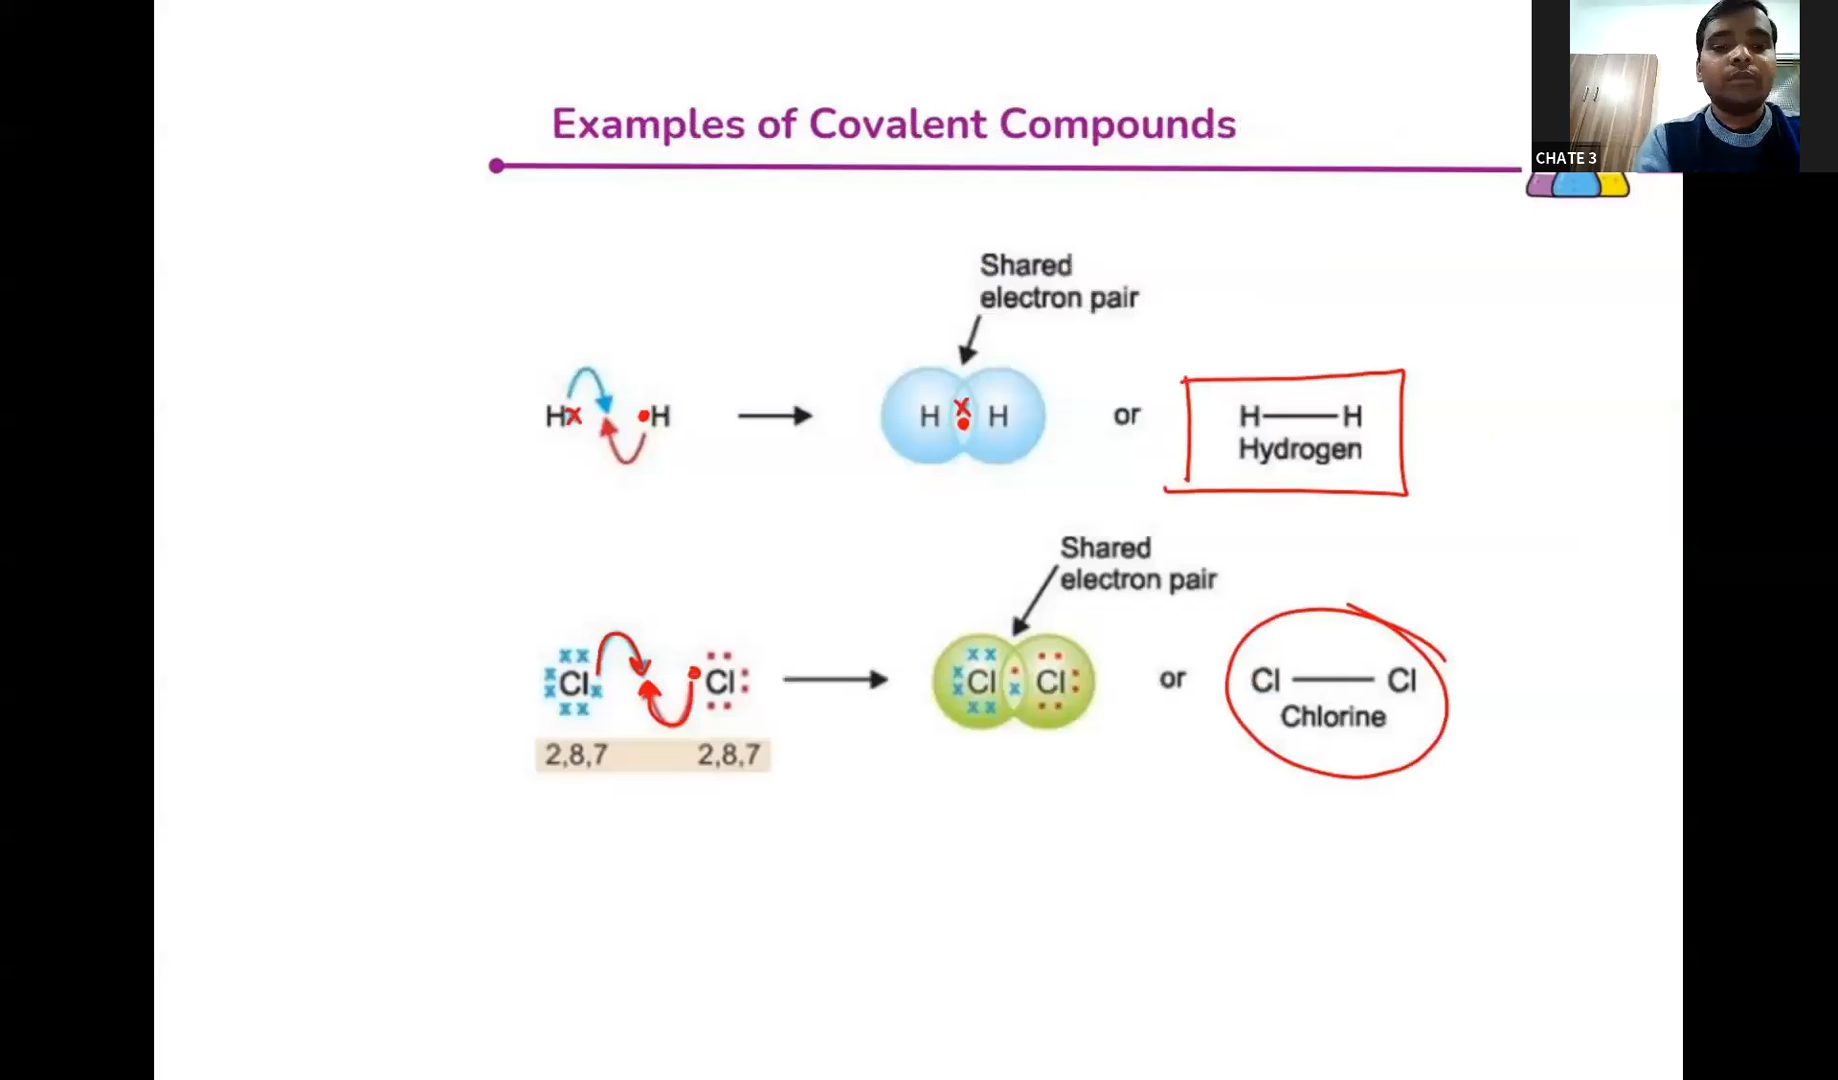 CHATE 3
Examples of Covalent Compounds
Shared
electron pair
Hx •H → H x• H or H—H
Hydrogen
Shared
electron pair
Cl Cl → Cl Cl or Cl — Cl
Chlorine
2,8,7 2,8,7